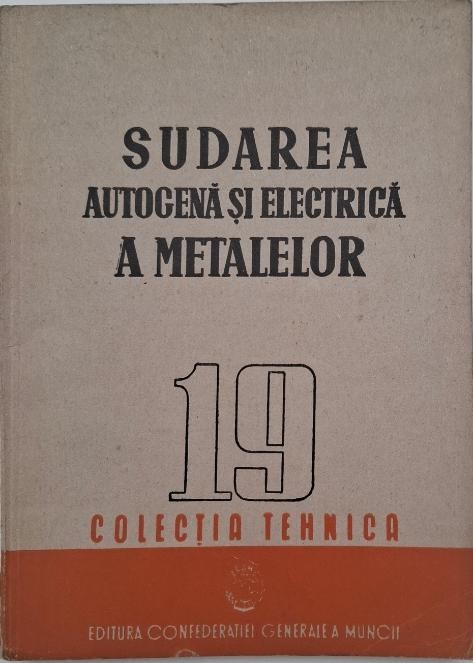 SUDAREA
AUTOGENĂ ȘI ELECTRICĂ
A METALELOR
19
COLECȚIA TEHNICA
EDITURA CONFEDERATIEI GENERALE A MUNCII